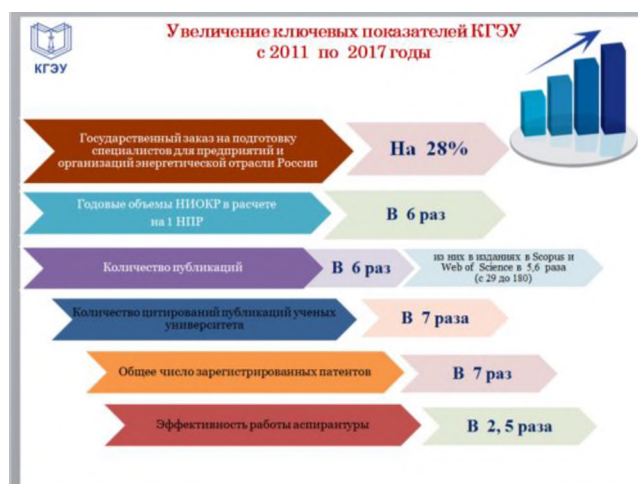 Увеличение ключевых показателей КГЭУ
с 2011 по 2017 годы
КГЭУ
Государственный заказ на подготовку
специалистов для предприятий и
организаций энергетической отрасли России
На 28%
Годовые объемы НИОКР в расчете
на 1 НПР
В 6 раз
Количество публикаций
В 6 раз
из них в изданиях в Scopus и
Web of Science в 5,6 раза
(с 29 до 180)
Количество цитирований публикаций ученых
университета
В 7 раза
Общее число зарегистрированных патентов
В 7 раз
Эффективность работы аспирантуры
В 2, 5 раза